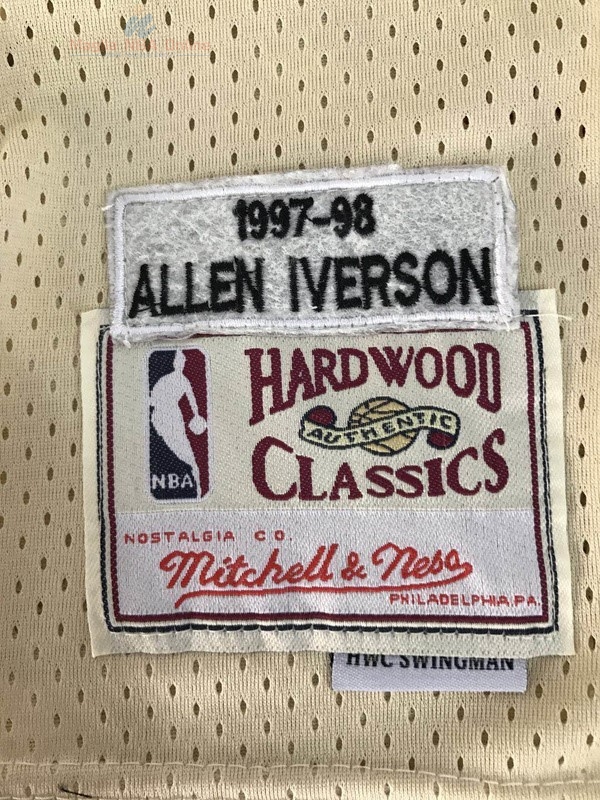 1997-98
ALLEN IVERSON
NBA
HARDWOOD
AUTHENTIC
CLASSICS
NOSTALGIA CO.
Mitchell & Ness
PHILADELPHIA, PA.
HWC SWINGMAN